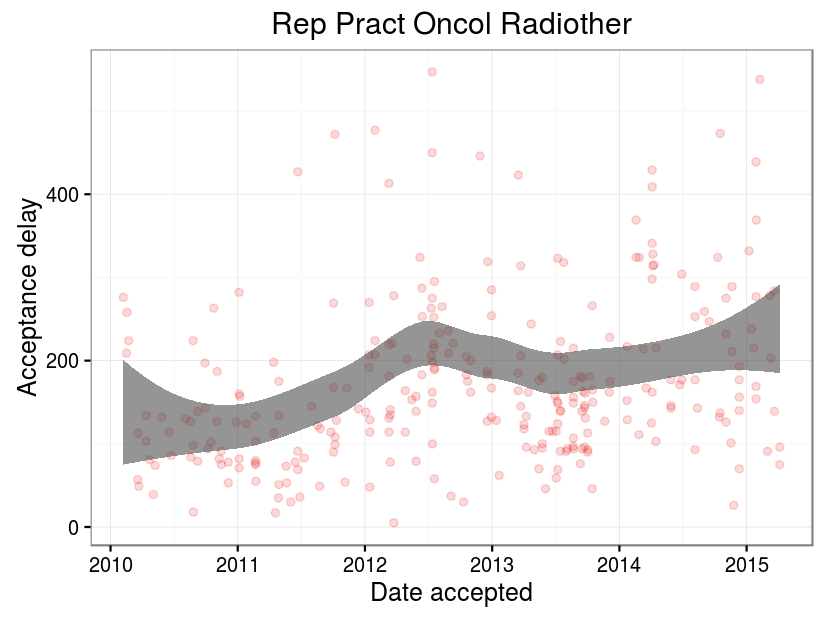 Rep Pract Oncol Radiother
Acceptance delay
400
200
0
2010 2011 2012 2013 2014 2015
Date accepted